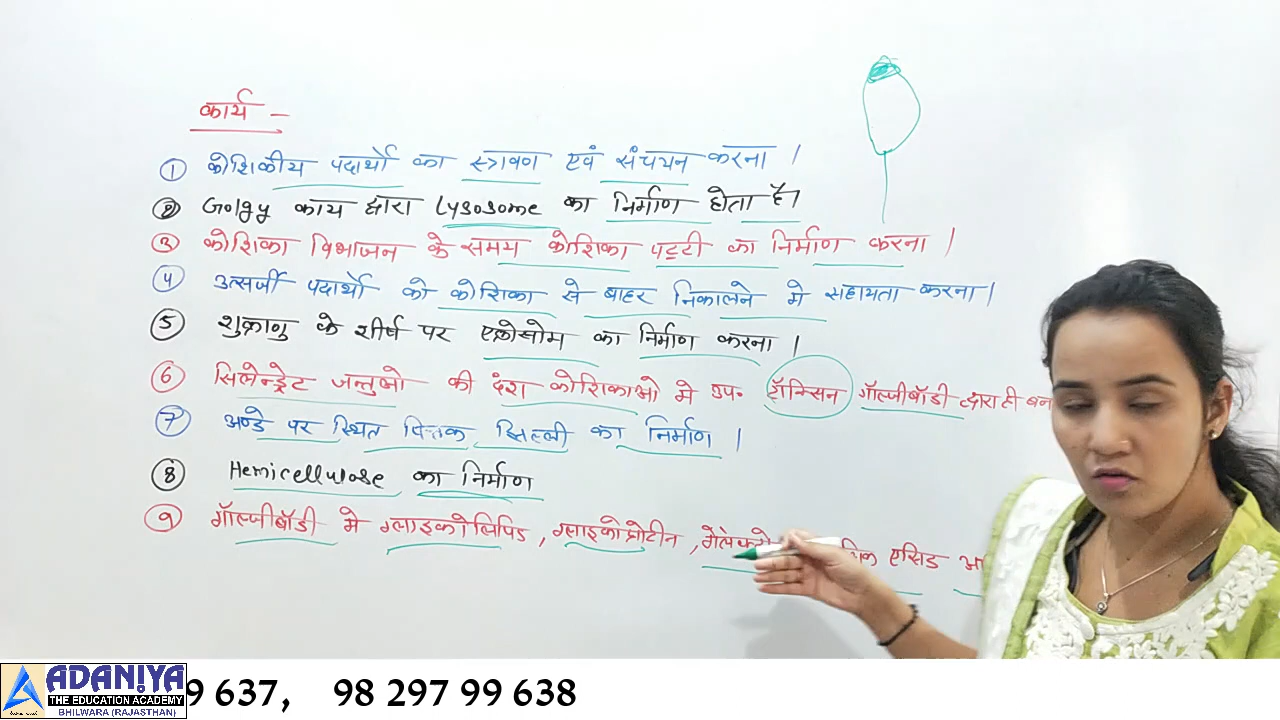 कार्य -
① कोशिकीय पदार्थो का स्त्रावण एवं संचयन करना ।
② Golgy काय द्वारा Lysosome का निर्माण होता है।
③ कोशिका विभाजन के समय कोशिका पट्टी का निर्माण करना ।
④ उत्सर्जी पदार्थो को कोशिका से बाहर निकालने मे सहायता करना ।
⑤ शुक्राणु के शीर्ष पर एक्रोसोम का निर्माण करना ।
⑥ सिलेन्ट्रेट जन्तुओ की दंश कोशिकाओ मे उप॰ गॉल्जीबॉडी द्वारा ही बन
⑦ अण्डे पर स्थित पित्तक झिल्ली का निर्माण ।
⑧ Hemicellulose का निर्माण
⑨ गॉल्जीबॉडी मे ग्लाइकोलिपिड, ग्लाइकोप्रोटीन, एसिड
ADANIYA
THE EDUCATION ACADEMY
BHILWARA (RAJASTHAN)
9 637, 98 297 99 638